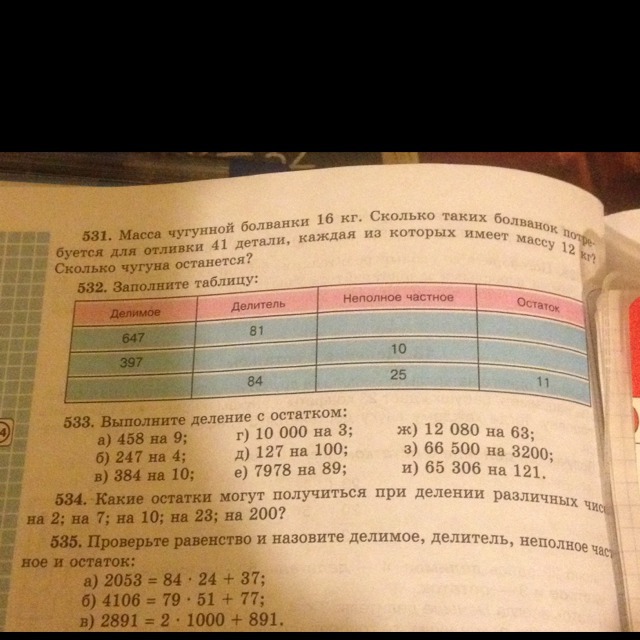 531. Масса чугунной болванки 16 кг. Сколько таких болванок потре-
буется для отливки 41 детали, каждая из которых имеет массу 12 кг?
Сколько чугуна останется?
532. Заполните таблицу:
Делимое Делитель Неполное частное Остаток
647 81
397 10
84 25 11
533. Выполните деление с остатком:
а) 458 на 9; г) 10 000 на 3; ж) 12 080 на 63;
б) 247 на 4; д) 127 на 100; з) 66 500 на 3200;
в) 384 на 10; е) 7978 на 89; и) 65 306 на 121.
534. Какие остатки могут получиться при делении различных
на 2; на 7; на 10; на 23; на 200?
535. Проверьте равенство и назовите делимое, делитель, неполное част
ное и остаток:
а) 2053 = 84 · 24 + 37;
б) 4106 = 79 · 51 + 77;
в) 2891 = 2 · 1000 + 891.